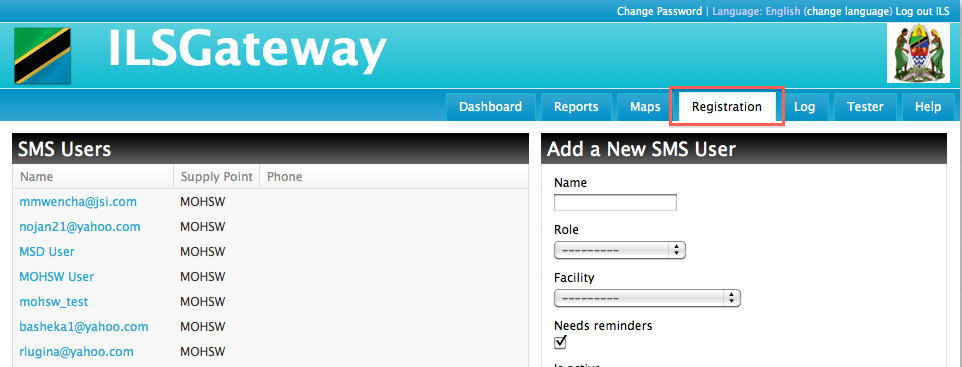 Change Password | Language: English (change language) Log out ILS
ILSGateway
Dashboard Reports Maps Registration Log Tester Help
SMS Users
Name Supply Point Phone
mmwencha@jsi.com MOHSW
nojan21@yahoo.com MOHSW
MSD User MOHSW
MOHSW User MOHSW
mohsw_test MOHSW
basheka1@yahoo.com MOHSW
rlugina@yahoo.com MOHSW
Add a New SMS User
Name
Role
---------
Facility
---------
Needs reminders
Is active